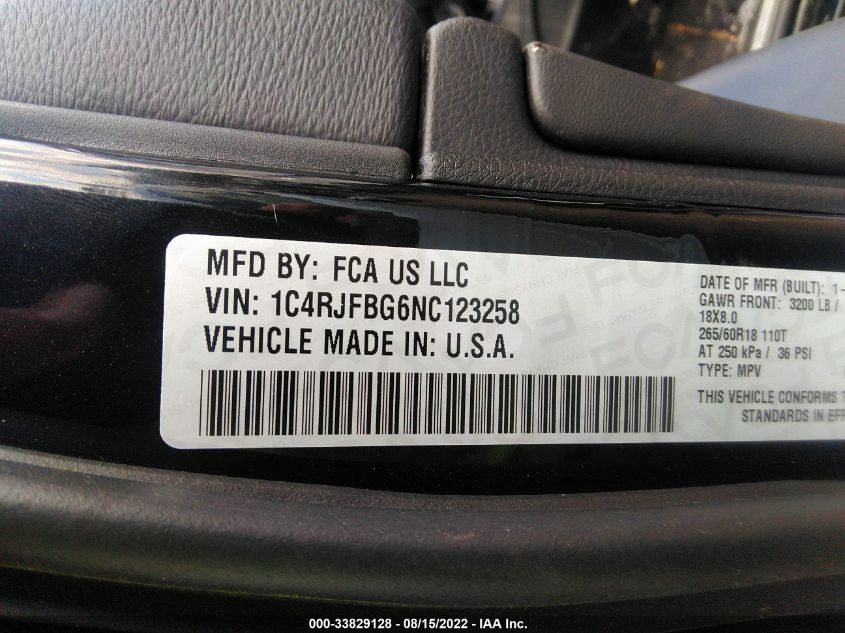 MFD BY: FCA US LLC
VIN: 1C4RJFBG6NC123258
VEHICLE MADE IN: U.S.A.
DATE OF MFR (BUILT): 1-
GAWR FRONT: 3200 LB /
18X8.0
265/60R18 110T
AT 250 kPa / 36 PSI
TYPE: MPV
THIS VEHICLE CONFORMS
STANDARDS IN
000-33829128 - 08/15/2022 - IAA Inc.